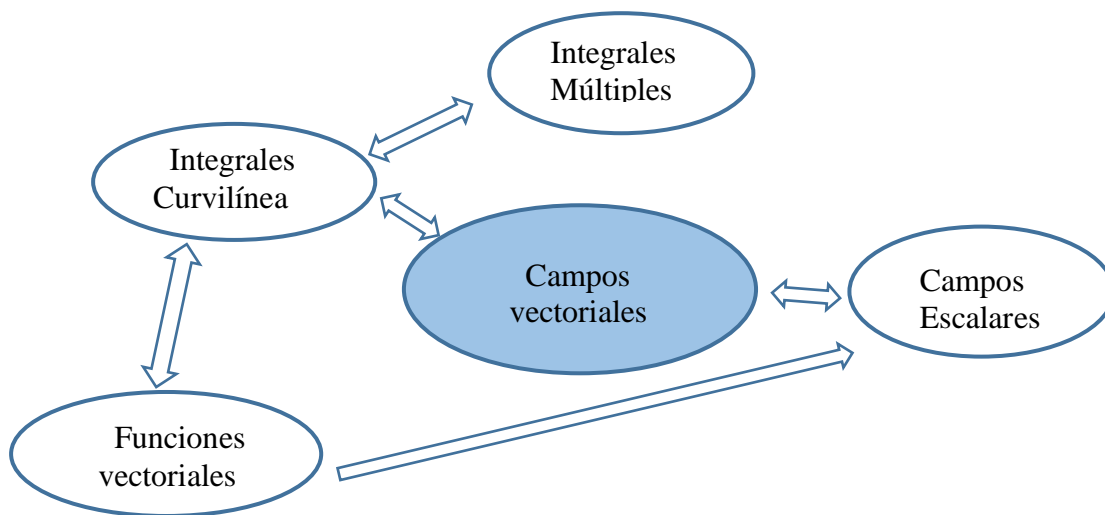 Integrales
Múltiples
Integrales
Curvilínea
Campos
vectoriales
Campos
Escalares
Funciones
vectoriales